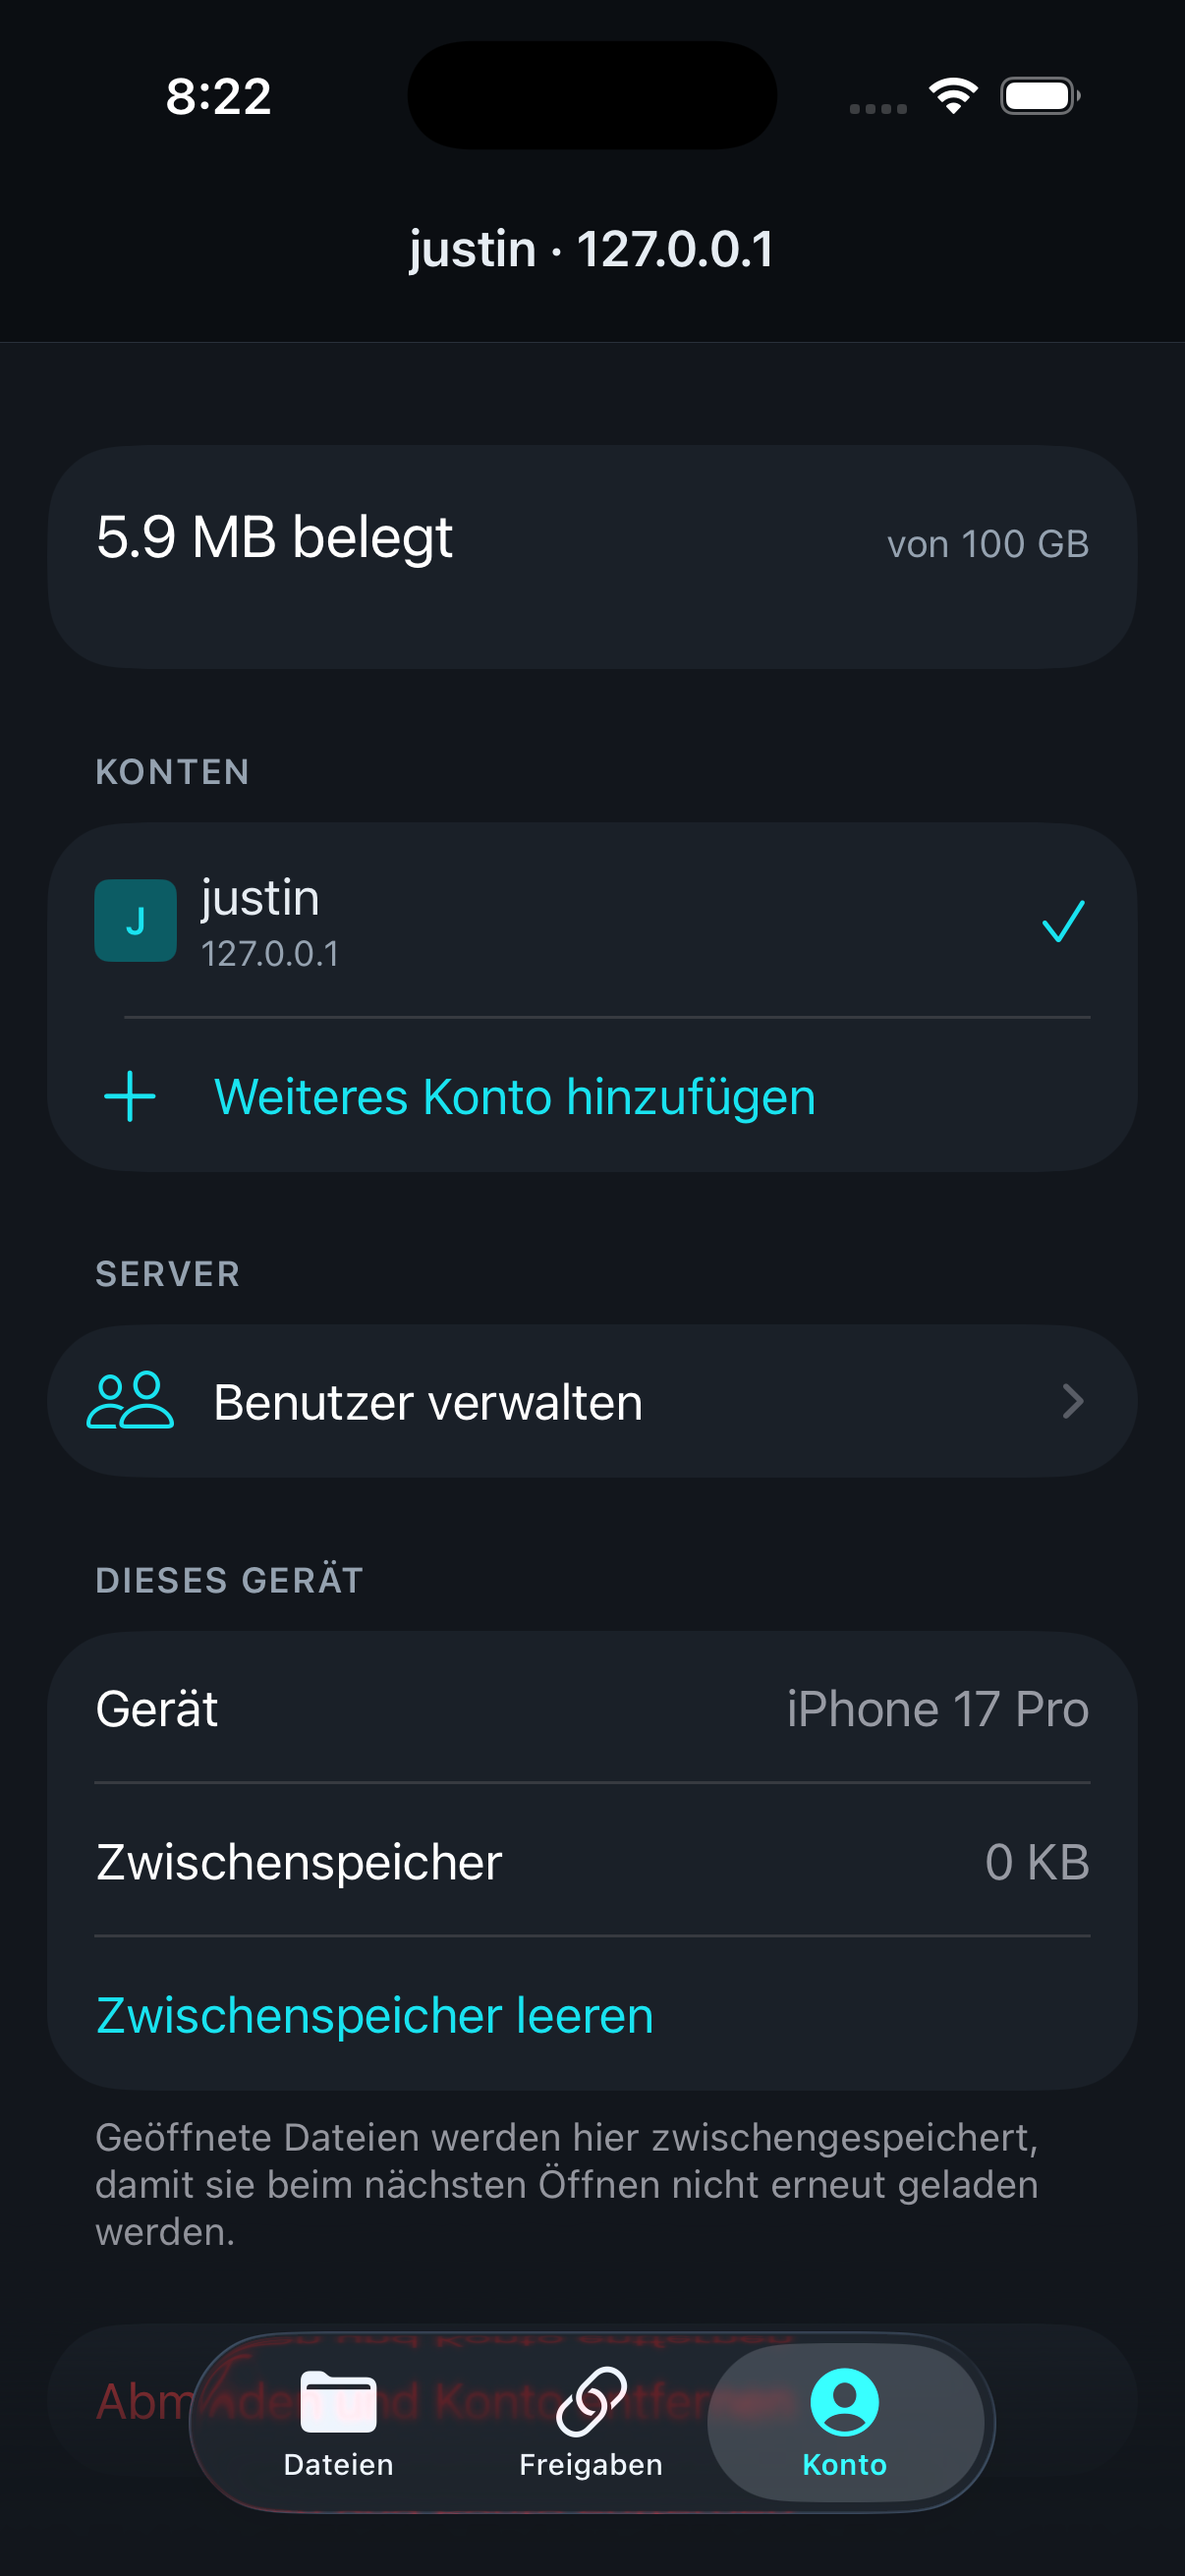 8:22
justin · 127.0.0.1
5.9 MB belegt
von 100 GB
KONTEN
J
justin
127.0.0.1
Weiteres Konto hinzufügen
SERVER
Benutzer verwalten
DIESES GERÄT
Gerät
iPhone 17 Pro
Zwischenspeicher
0 KB
Zwischenspeicher leeren
Geöffnete Dateien werden hier zwischengespeichert,
damit sie beim nächsten Öffnen nicht erneut geladen
werden.
und Konto
Dateien
Freigaben
Konto